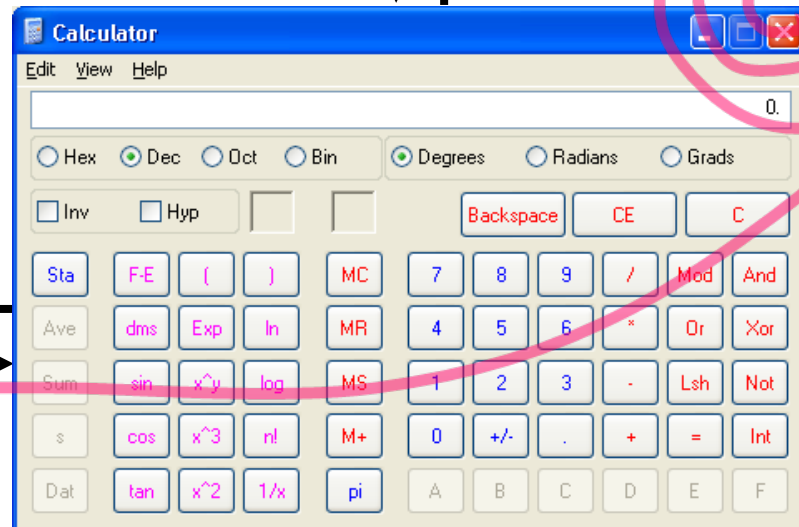 Calculator
Edit View Help
0.
Hex Dec Oct Bin Degrees Radians Grads
Inv Hyp Backspace CE C
Sta F-E ( ) MC 7 8 9 / Mod And
Ave dms Exp ln MR 4 5 6 * Or Xor
Sum sin x^y log MS 1 2 3 - Lsh Not
s cos x^3 n! M+ 0 +/- . + = Int
Dat tan x^2 1/x pi A B C D E F